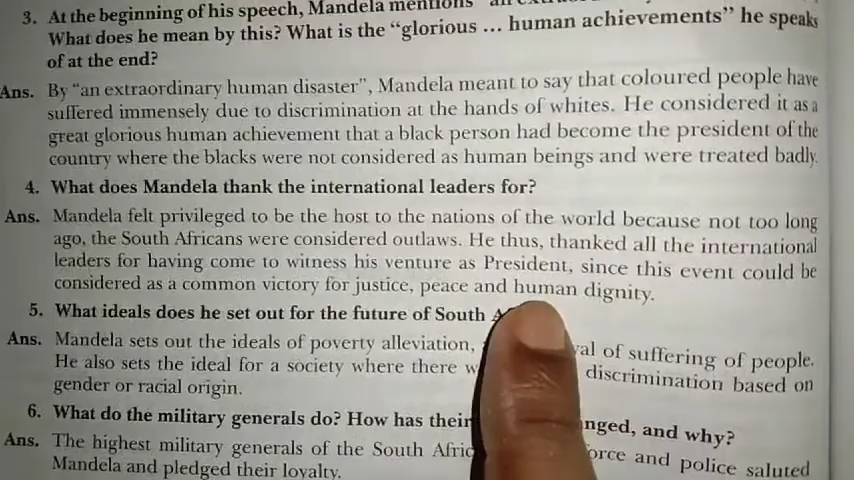 3. At the beginning of his speech, Mandela mentions "an
What does he mean by this? What is the "glorious ... human achievements" he speaks
of at the end?
Ans. By "an extraordinary human disaster", Mandela meant to say that coloured people have
suffered immensely due to discrimination at the hands of whites. He considered it as a
great glorious human achievement that a black person had become the president of the
country where the blacks were not considered as human beings and were treated badly.
4. What does Mandela thank the international leaders for?
Ans. Mandela felt privileged to be the host to the nations of the world because not too long
ago, the South Africans were considered outlaws. He thus, thanked all the international
leaders for having come to witness his venture as President, since this event could be
considered as a common victory for justice, peace and human dignity.
5. What ideals does he set out for the future of South
Ans. Mandela sets out the ideals of poverty alleviation, val of suffering of people.
He also sets the ideal for a society where there w discrimination based on
gender or racial origin.
6. What do the military generals do? How has their nged, and why?
Ans. The highest military generals of the South Afric orce and police saluted
Mandela and pledged their loyalty.